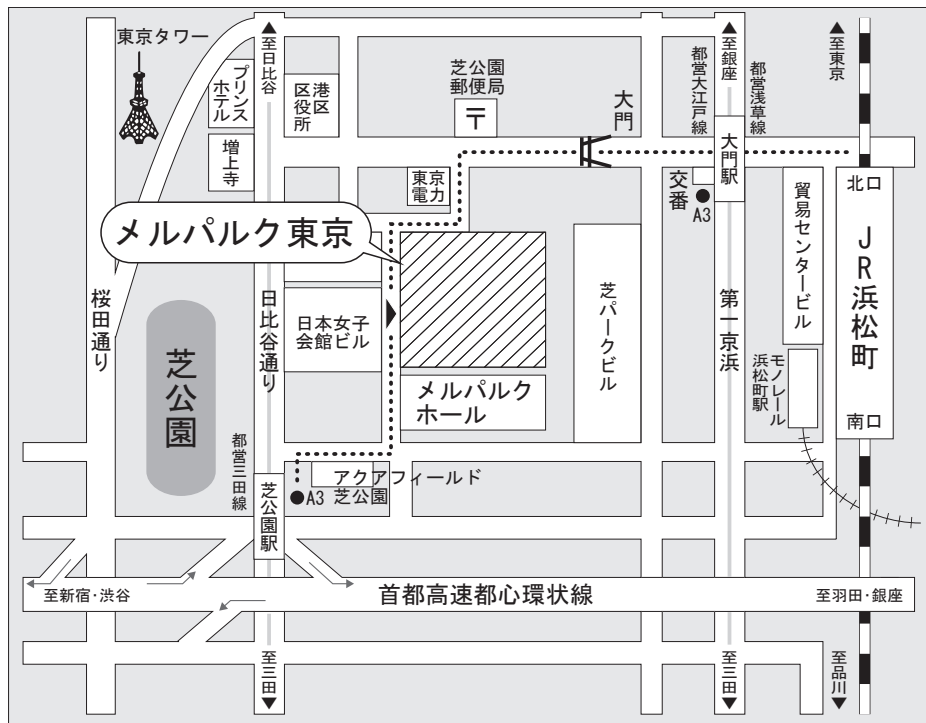 東京タワー
至日比谷
プリンス
ホテル
港区
区役所
芝公園
郵便局
〒
大門
都営大江戸線
至銀座
都営浅草線
至東京
増上寺
東京
電力
交番
A3
大門駅
北口
貿易センタービル
JR浜松町
南口
メルパルク東京
桜田通り
芝公園
日比谷通り
日本女子
会館ビル
メルパルク
ホール
芝パークビル
第一京浜
モノレール
浜松町駅
都営三田線
芝公園駅
A3
アクアフィールド
芝公園
至新宿・渋谷
首都高速都心環状線
至羽田・銀座
至三田
至三田
至品川